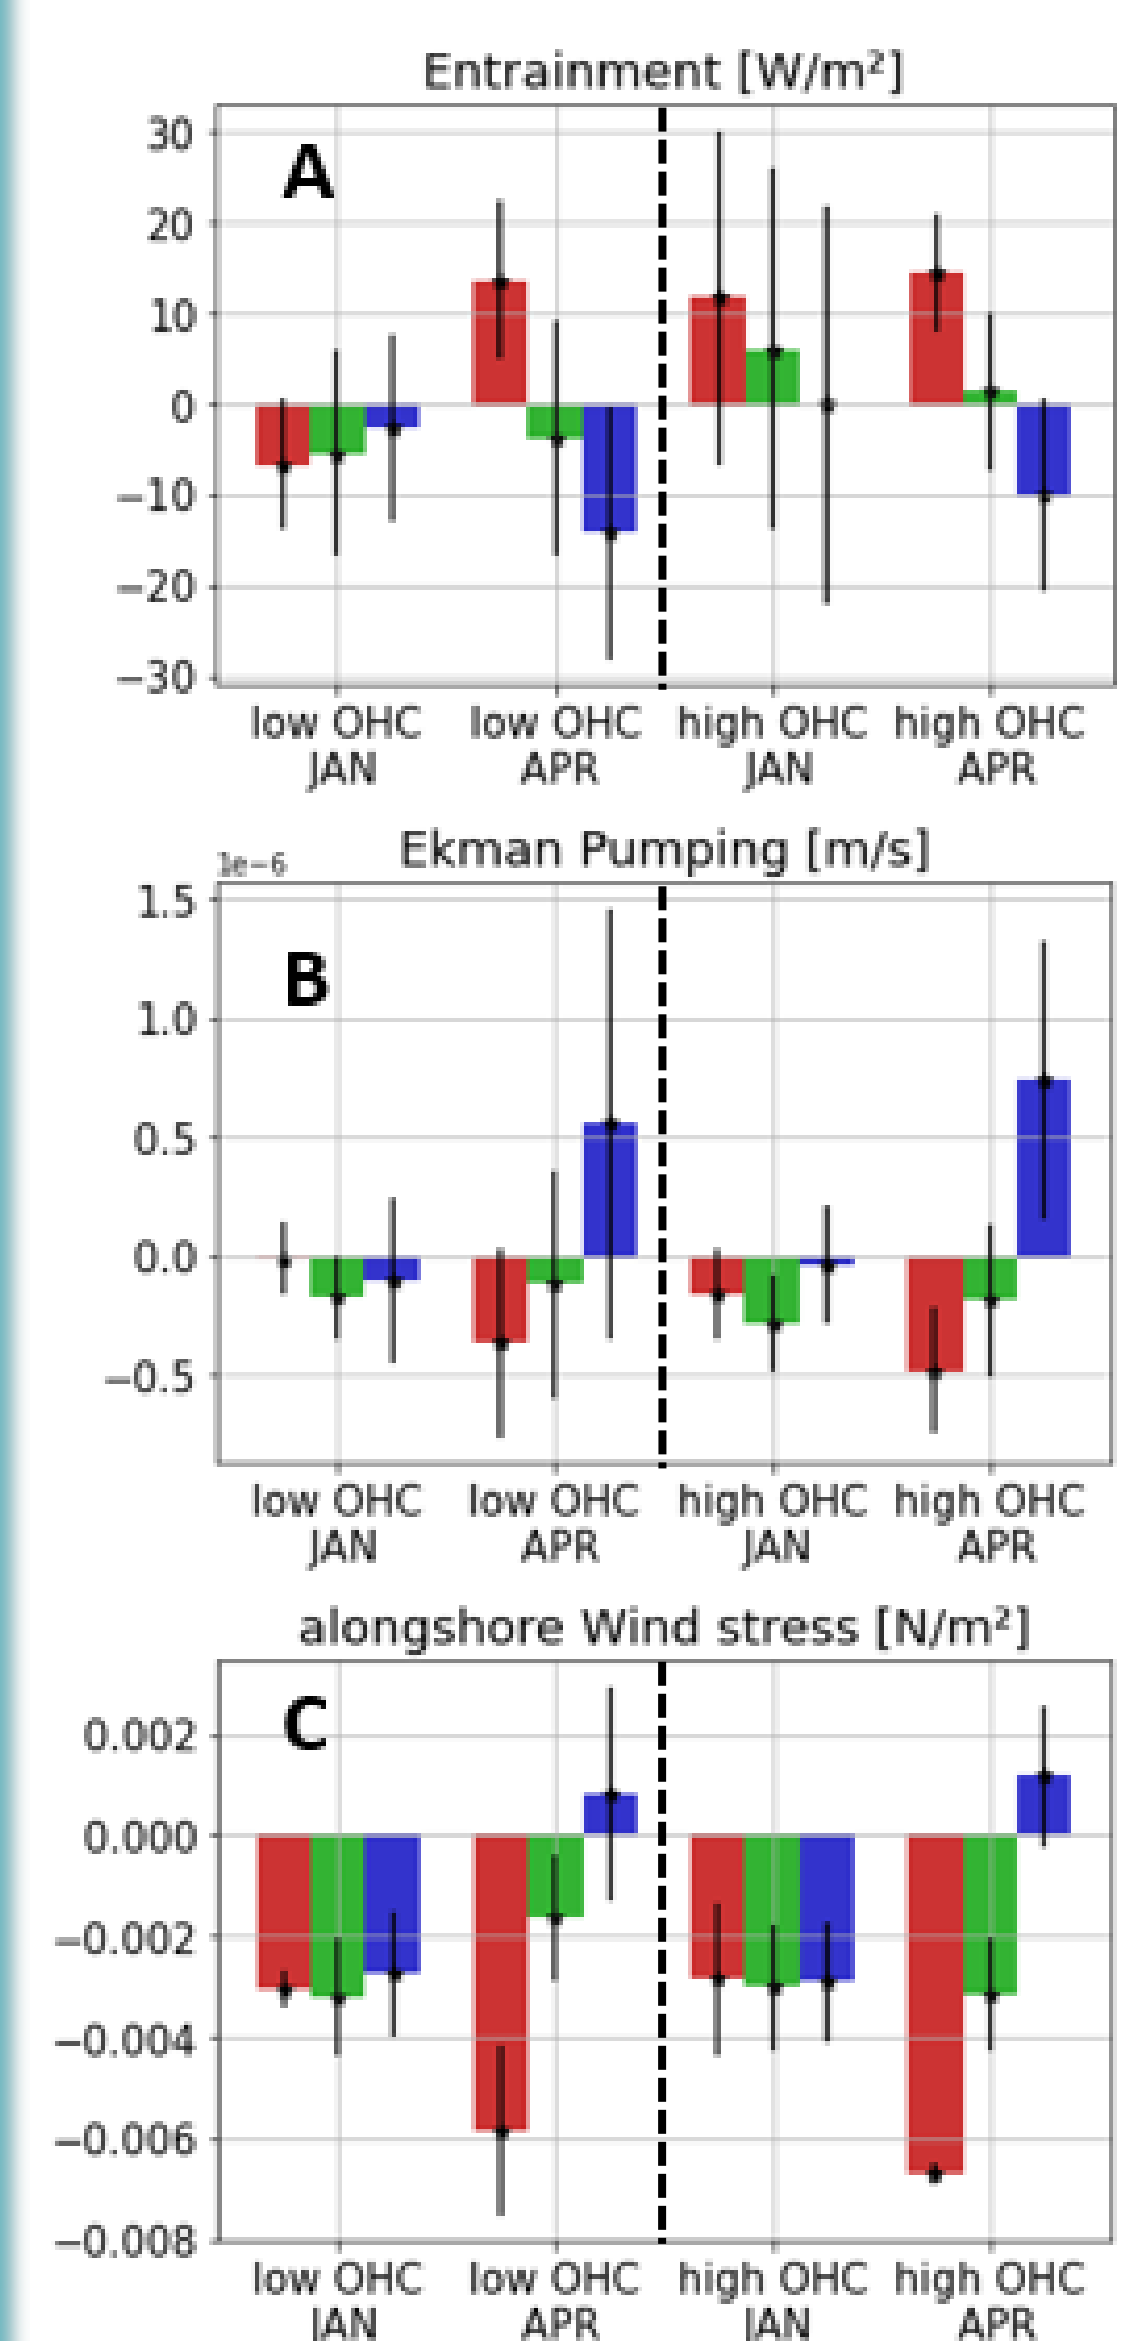 Entrainment [W/m²]
A
30
20
10
0
−10
−20
−30
low OHC JAN
low OHC APR
high OHC JAN
high OHC APR
Ekman Pumping [m/s]
1e−6
B
1.5
1.0
0.5
0.0
−0.5
low OHC JAN
low OHC APR
high OHC JAN
high OHC APR
alongshore Wind stress [N/m²]
C
0.002
0.000
−0.002
−0.004
−0.006
−0.008
low OHC JAN
low OHC APR
high OHC JAN
high OHC APR